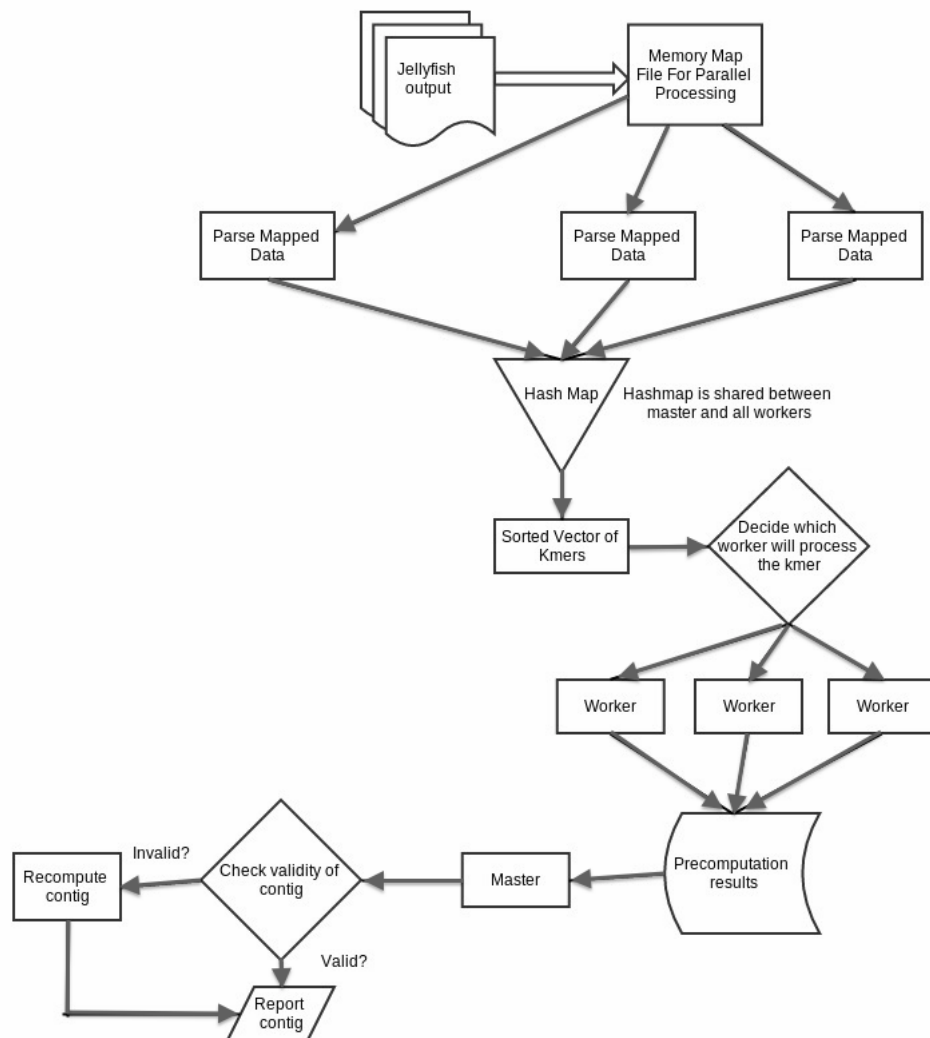 Jellyfish
output
Memory Map
File For Parallel
Processing
Parse Mapped
Data
Parse Mapped
Data
Parse Mapped
Data
Hash Map
Hashmap is shared between
master and all workers
Sorted Vector of
Kmers
Decide which
worker will process
the kmer
Worker
Worker
Worker
Precomputation
results
Master
Check validity of
contig
Invalid?
Recompute
contig
Valid?
Report
contig